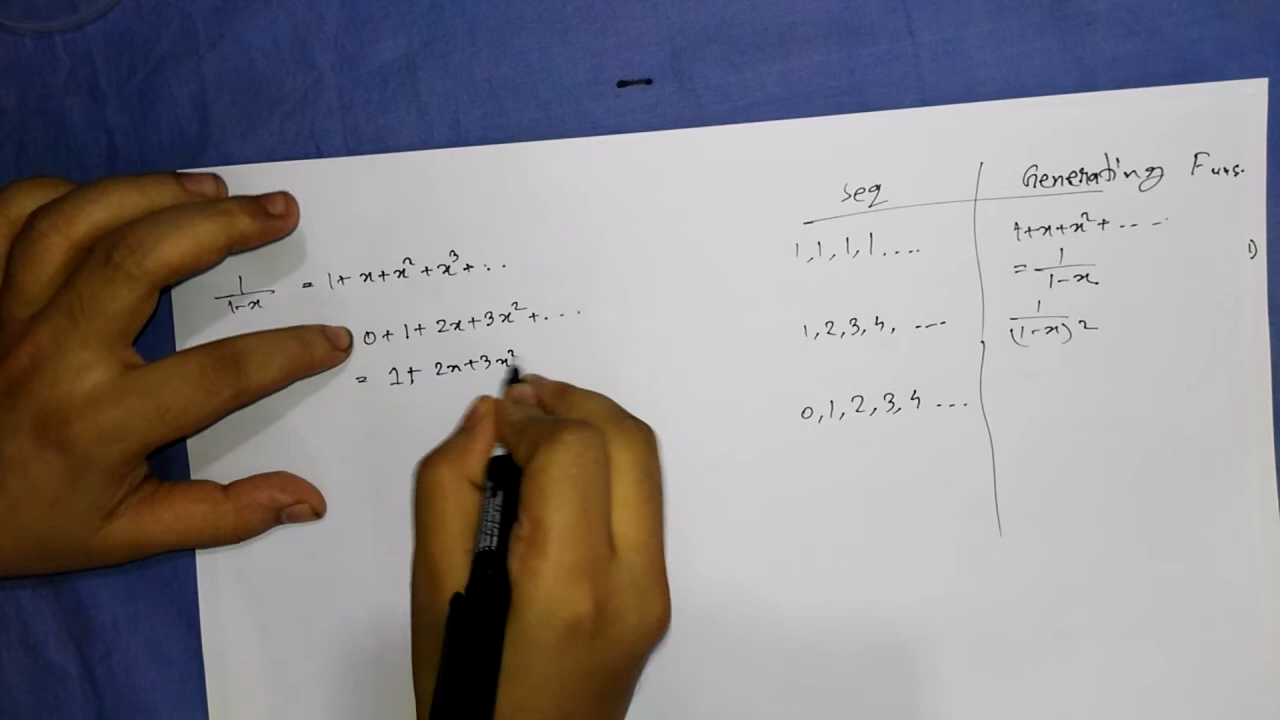 1/(1-x) = 1+x+x²+x³+...
0+1+2x+3x²+...
= 1+2x+3x²
Seq
Generating Funs.
1,1,1,1....
1+x+x²+....
= 1/(1-x)
1)
1,2,3,4,....
1/(1-x)2
0,1,2,3,4...